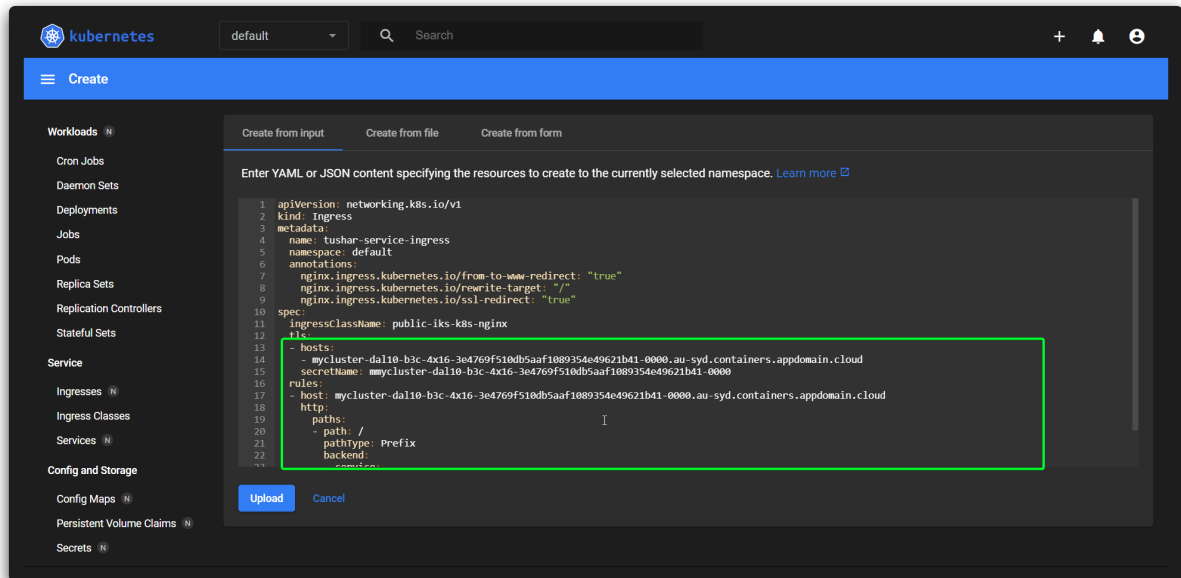 kubernetes
default
Search
Create
Workloads N
Cron Jobs
Daemon Sets
Deployments
Jobs
Pods
Replica Sets
Replication Controllers
Stateful Sets
Service
Ingresses N
Ingress Classes
Services N
Config and Storage
Config Maps N
Persistent Volume Claims N
Secrets N
Create from input
Create from file
Create from form
Enter YAML or JSON content specifying the resources to create to the currently selected namespace. Learn more
1 apiVersion: networking.k8s.io/v1
2 kind: Ingress
3 metadata:
4   name: tushar-service-ingress
5   namespace: default
6   annotations:
7     nginx.ingress.kubernetes.io/from-to-www-redirect: "true"
8     nginx.ingress.kubernetes.io/rewrite-target: "/"
9     nginx.ingress.kubernetes.io/ssl-redirect: "true"
10 spec:
11   ingressClassName: public-iks-k8s-nginx
12   tls:
13   - hosts:
14     - mycluster-dal10-b3c-4x16-3e4769f510db5aaf1089354e49621b41-0000.au-syd.containers.appdomain.cloud
15     secretName: mmycluster-dal10-b3c-4x16-3e4769f510db5aaf1089354e49621b41-0000
16   rules:
17   - host: mycluster-dal10-b3c-4x16-3e4769f510db5aaf1089354e49621b41-0000.au-syd.containers.appdomain.cloud
18     http:
19       paths:
20       - path: /
21         pathType: Prefix
22         backend:
23           service:
Upload
Cancel